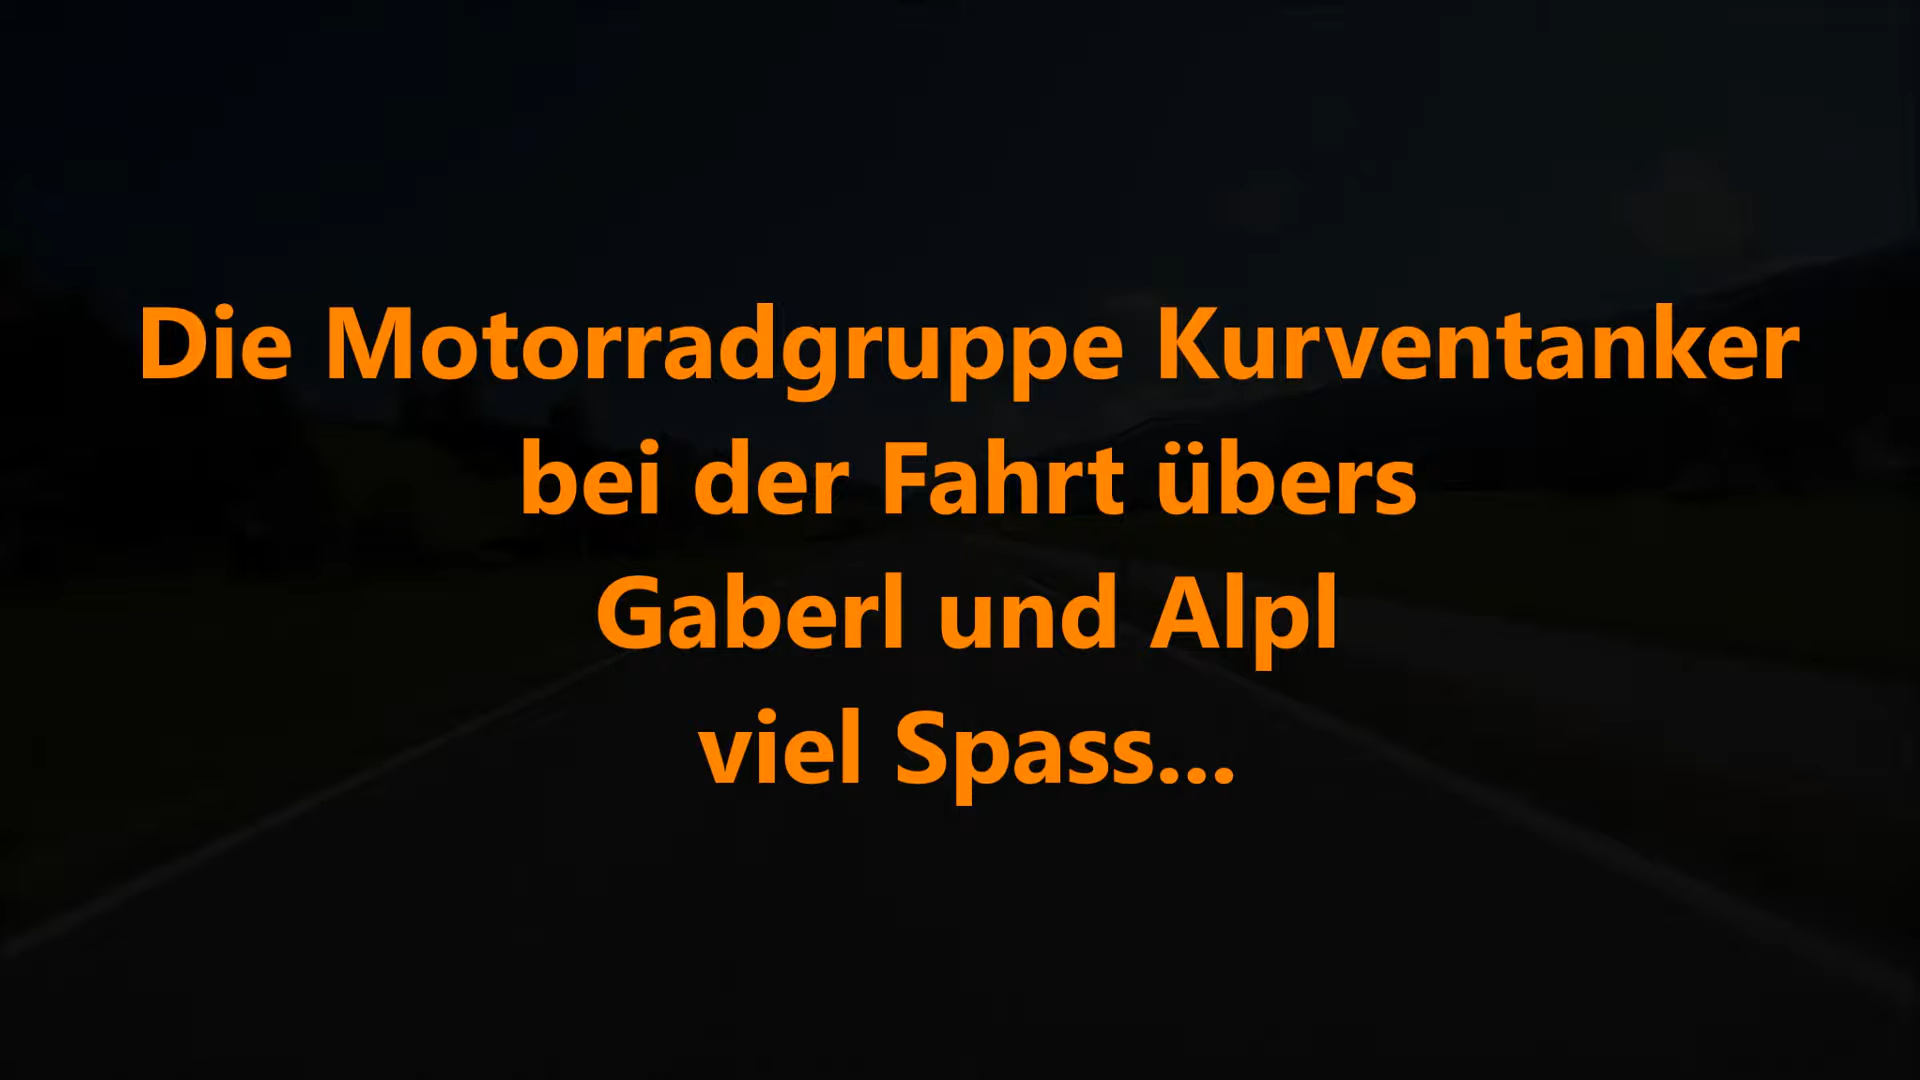 Die Motorradgruppe Kurventanker
bei der Fahrt übers
Gaberl und Alpl
viel Spass...